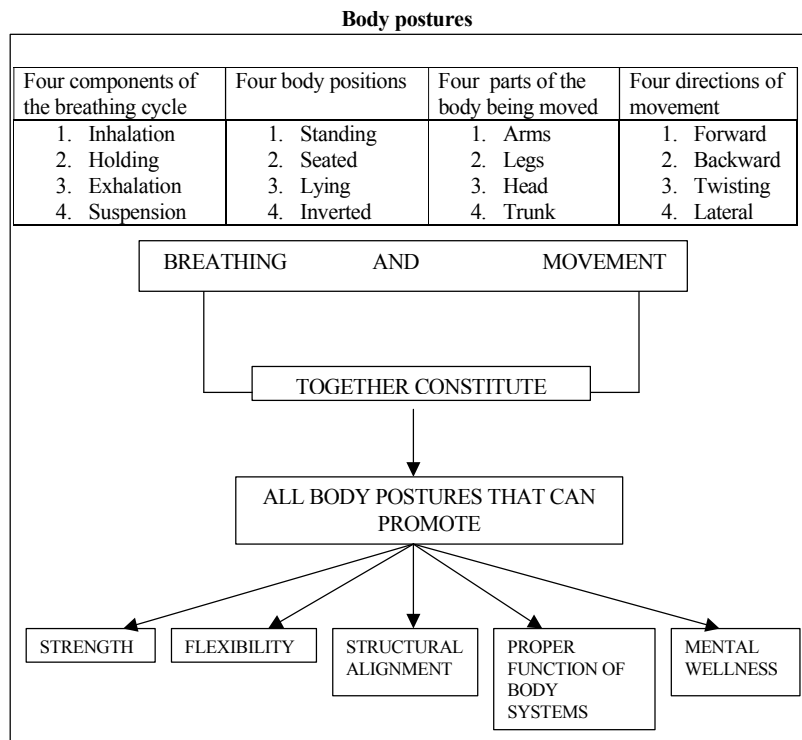 Body postures
Four components of
the breathing cycle
Four body positions
Four parts of the
body being moved
Four directions of
movement
1. Inhalation
2. Holding
3. Exhalation
4. Suspension
1. Standing
2. Seated
3. Lying
4. Inverted
1. Arms
2. Legs
3. Head
4. Trunk
1. Forward
2. Backward
3. Twisting
4. Lateral
BREATHING AND MOVEMENT
TOGETHER CONSTITUTE
ALL BODY POSTURES THAT CAN
PROMOTE
STRENGTH
FLEXIBILITY
STRUCTURAL
ALIGNMENT
PROPER
FUNCTION OF
BODY
SYSTEMS
MENTAL
WELLNESS